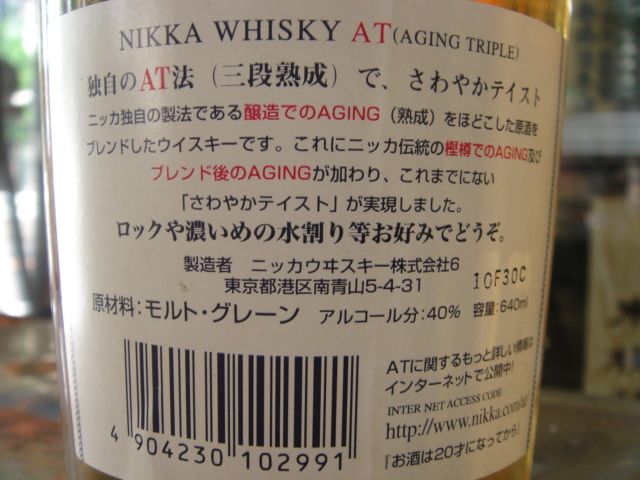 NIKKA WHISKY AT(AGING TRIPLE)
独自のAT法（三段熟成）で、さわやかテイスト
ニッカ独自の製法である醸造でのAGING（熟成）をほどこした原酒を
ブレンドしたウイスキーです。これにニッカ伝統の樫樽でのAGING及び
ブレンド後のAGINGが加わり、これまでにない
「さわやかテイスト」が実現しました。
ロックや濃いめの水割り等お好みでどうぞ。
製造者 ニッカウヰスキー株式会社6
東京都港区南青山5-4-31
10F30C
原材料：モルト・グレーン アルコール分：40% 容量：640ml
ATに関するもっと詳しい情報は
インターネットで公開中！
INTER NET ACCESS CODE
http://www.nikka.com/at
『お酒は20才になってから』
4 904230 102991